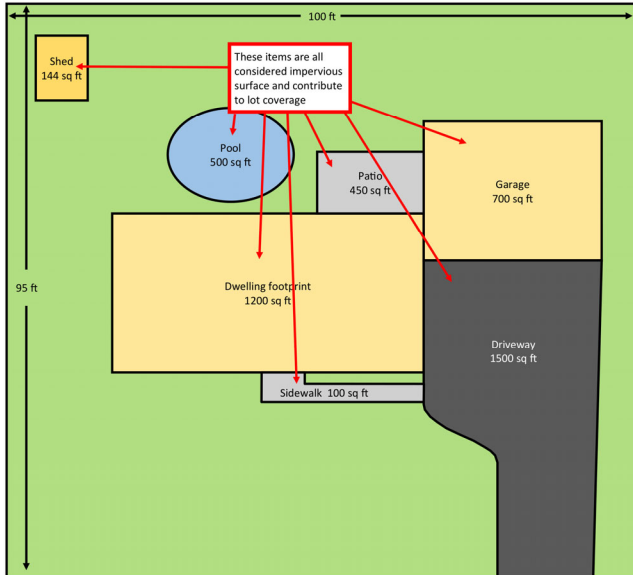 100 ft
Shed
144 sq ft
These items are all
considered impervious
surface and contribute
to lot coverage
Pool
500 sq ft
Patio
450 sq ft
Garage
700 sq ft
95 ft
Dwelling footprint
1200 sq ft
Driveway
1500 sq ft
Sidewalk 100 sq ft